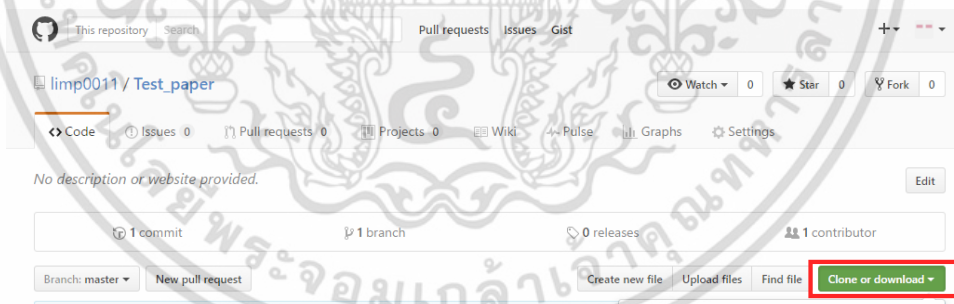 This repository Search Pull requests Issues Gist
limp0011 / Test_paper Watch 0 Star 0 Fork 0
Code Issues 0 Pull requests 0 Projects 0 Wiki Pulse Graphs Settings
No description or website provided. Edit
1 commit 1 branch 0 releases 1 contributor
Branch: master New pull request Create new file Upload files Find file Clone or download